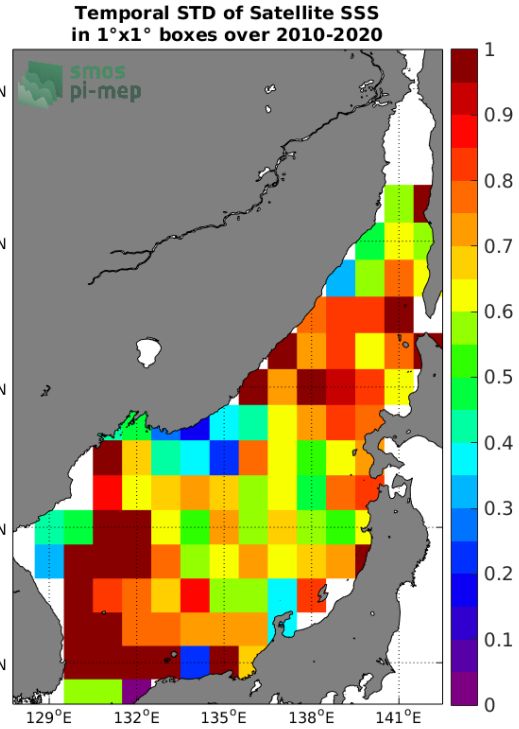 Temporal STD of Satellite SSS
in 1°x1° boxes over 2010-2020
smos
pi-mep
N
N
N
N
N
129°E 132°E 135°E 138°E 141°E
1
0.9
0.8
0.7
0.6
0.5
0.4
0.3
0.2
0.1
0